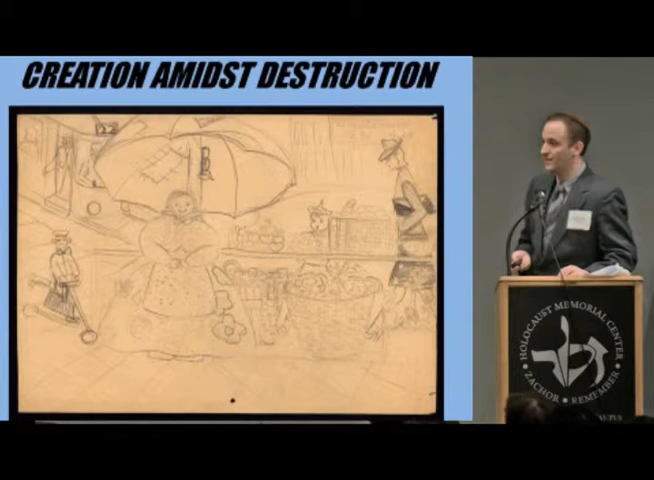 CREATION AMIDST DESTRUCTION
22
HOLOCAUST MEMORIAL CENTER
ZACHOR • REMEMBER